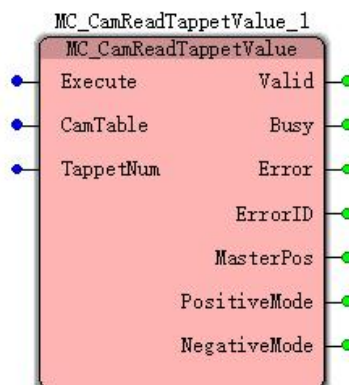 MC_CamReadTappetValue_1
MC_CamReadTappetValue
Execute Valid
CamTable Busy
TappetNum Error
ErrorID
MasterPos
PositiveMode
NegativeMode